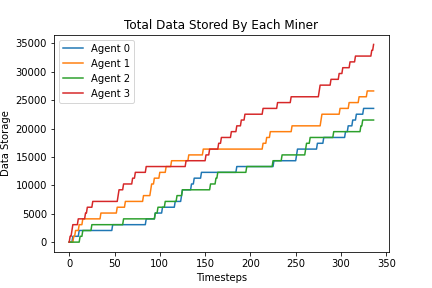 Total Data Stored By Each Miner
Agent 0
Agent 1
Agent 2
Agent 3
Data Storage
35000
30000
25000
20000
15000
10000
5000
0
0 50 100 150 200 250 300 350
Timesteps